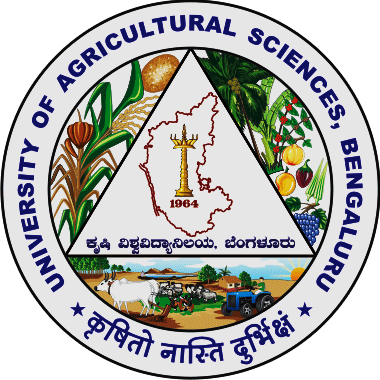 UNIVERSITY OF AGRICULTURAL SCIENCES, BENGALURU
1964
ಕೃಷಿ ವಿಶ್ವವಿದ್ಯಾನಿಲಯ, ಬೆಂಗಳೂರು
कृषितो नास्ति दुर्भिक्षं